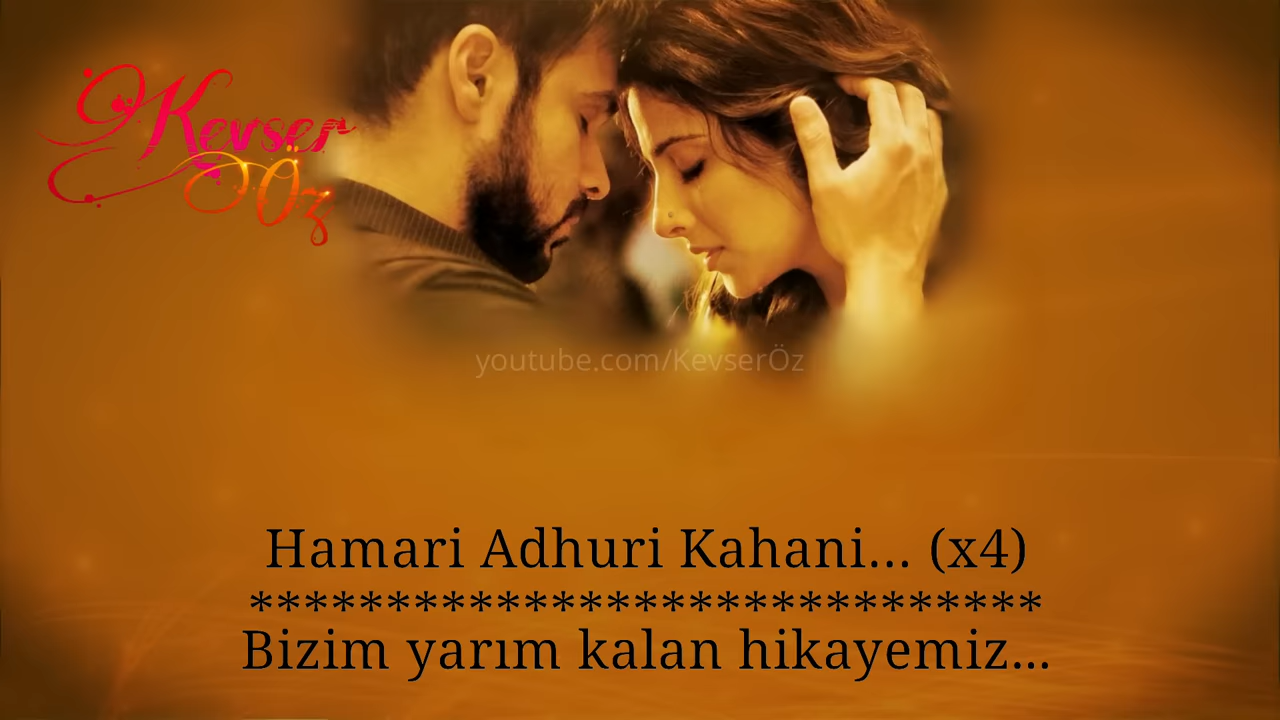 Kevser
Öz
youtube.com/KevserÖz
Hamari Adhuri Kahani... (x4)
*****************************
Bizim yarım kalan hikayemiz...